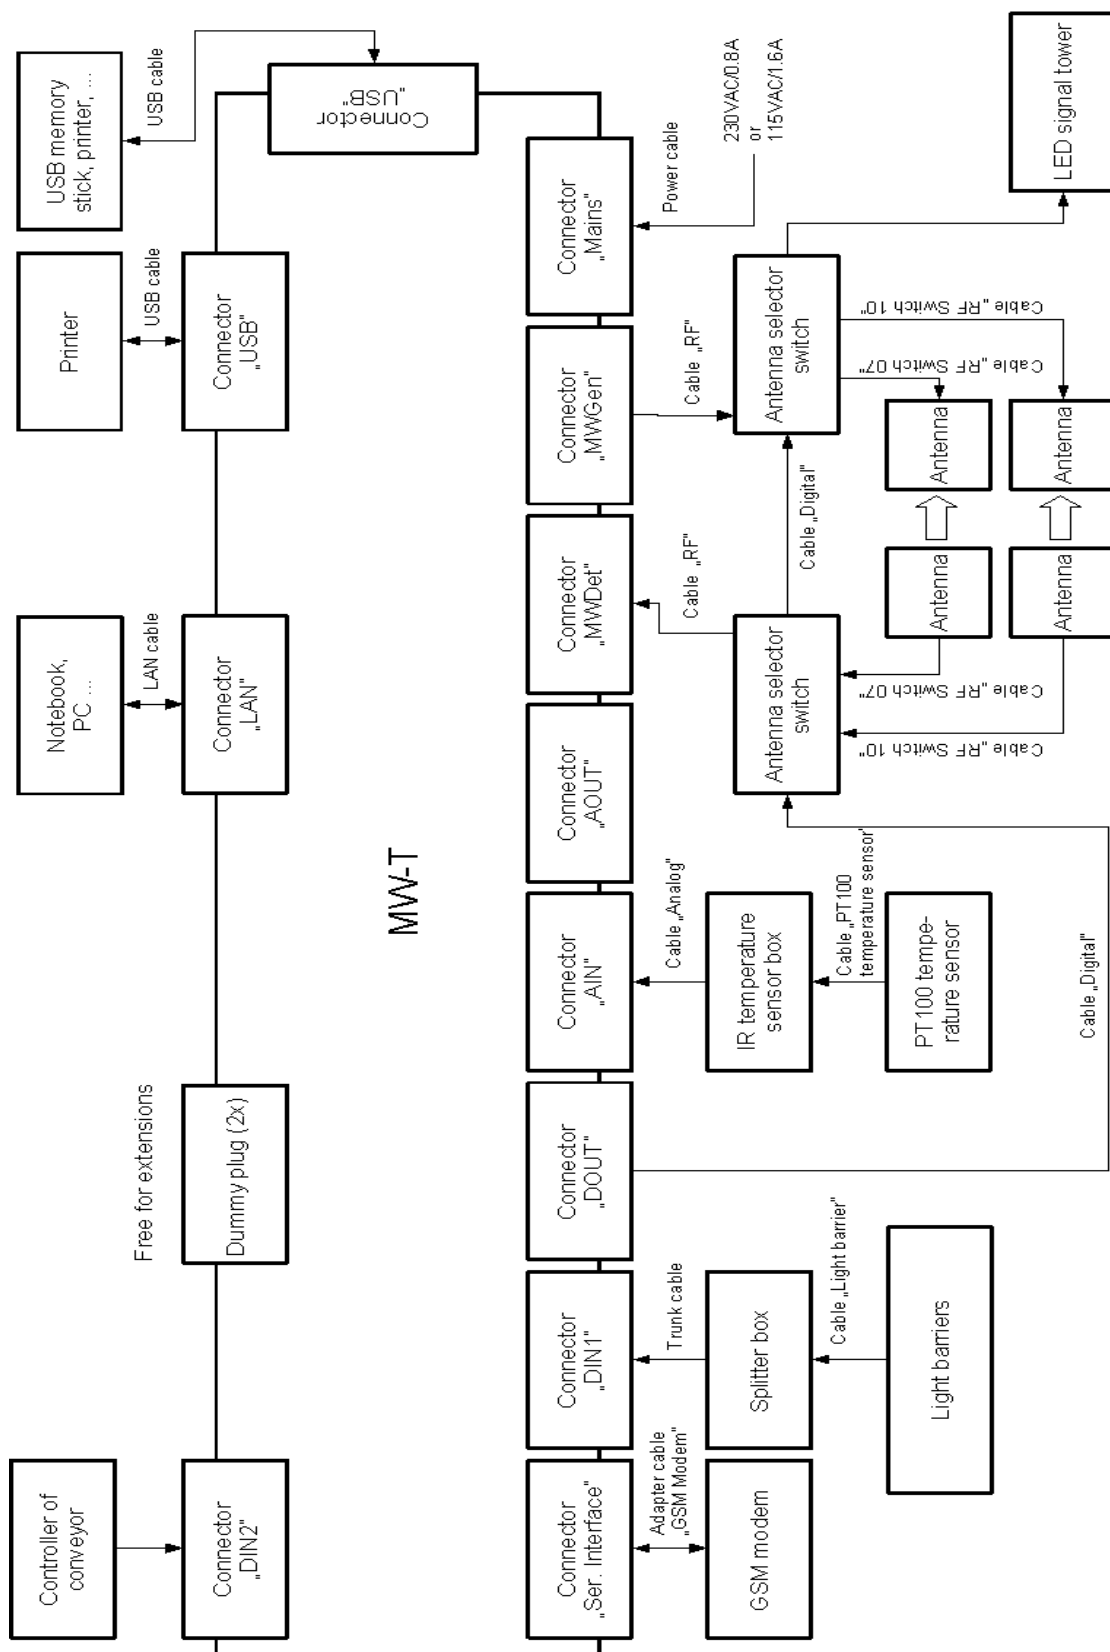 Controller of
conveyor
Connector
„DIN2"
Free for extensions
Dummy plug (2x)
Notebook,
PC ...
LAN cable
Connector
„LAN"
Printer
USB cable
Connector
„USB"
USB memory
stick, printer, ...
USB cable
Connector
„USB"
MW-T
Connector
„Ser. Interface"
Connector
„DIN1"
Connector
„DOUT"
Connector
„AIN"
Connector
„AOUT"
Connector
„MWDet"
Connector
„MWGen"
Connector
„Mains"
Adapter cable
„GSM Modem"
GSM modem
Trunk cable
Splitter box
Cable „Light barrier"
Light barriers
Cable „Analog"
IR temperature
sensor box
Cable „PT100
temperature sensor"
PT100 tempe-
rature sensor
Cable „Digital"
Cable „RF"
Antenna selector
switch
Cable „Digital"
Cable „RF"
Antenna selector
switch
Power cable
230VAC/0.8A
or
115VAC/1.6A
LED signal tower
Cable „RF Switch 07"
Cable „RF Switch 10"
Cable „RF Switch 07"
Cable „RF Switch 10"
Antenna
Antenna
Antenna
Antenna